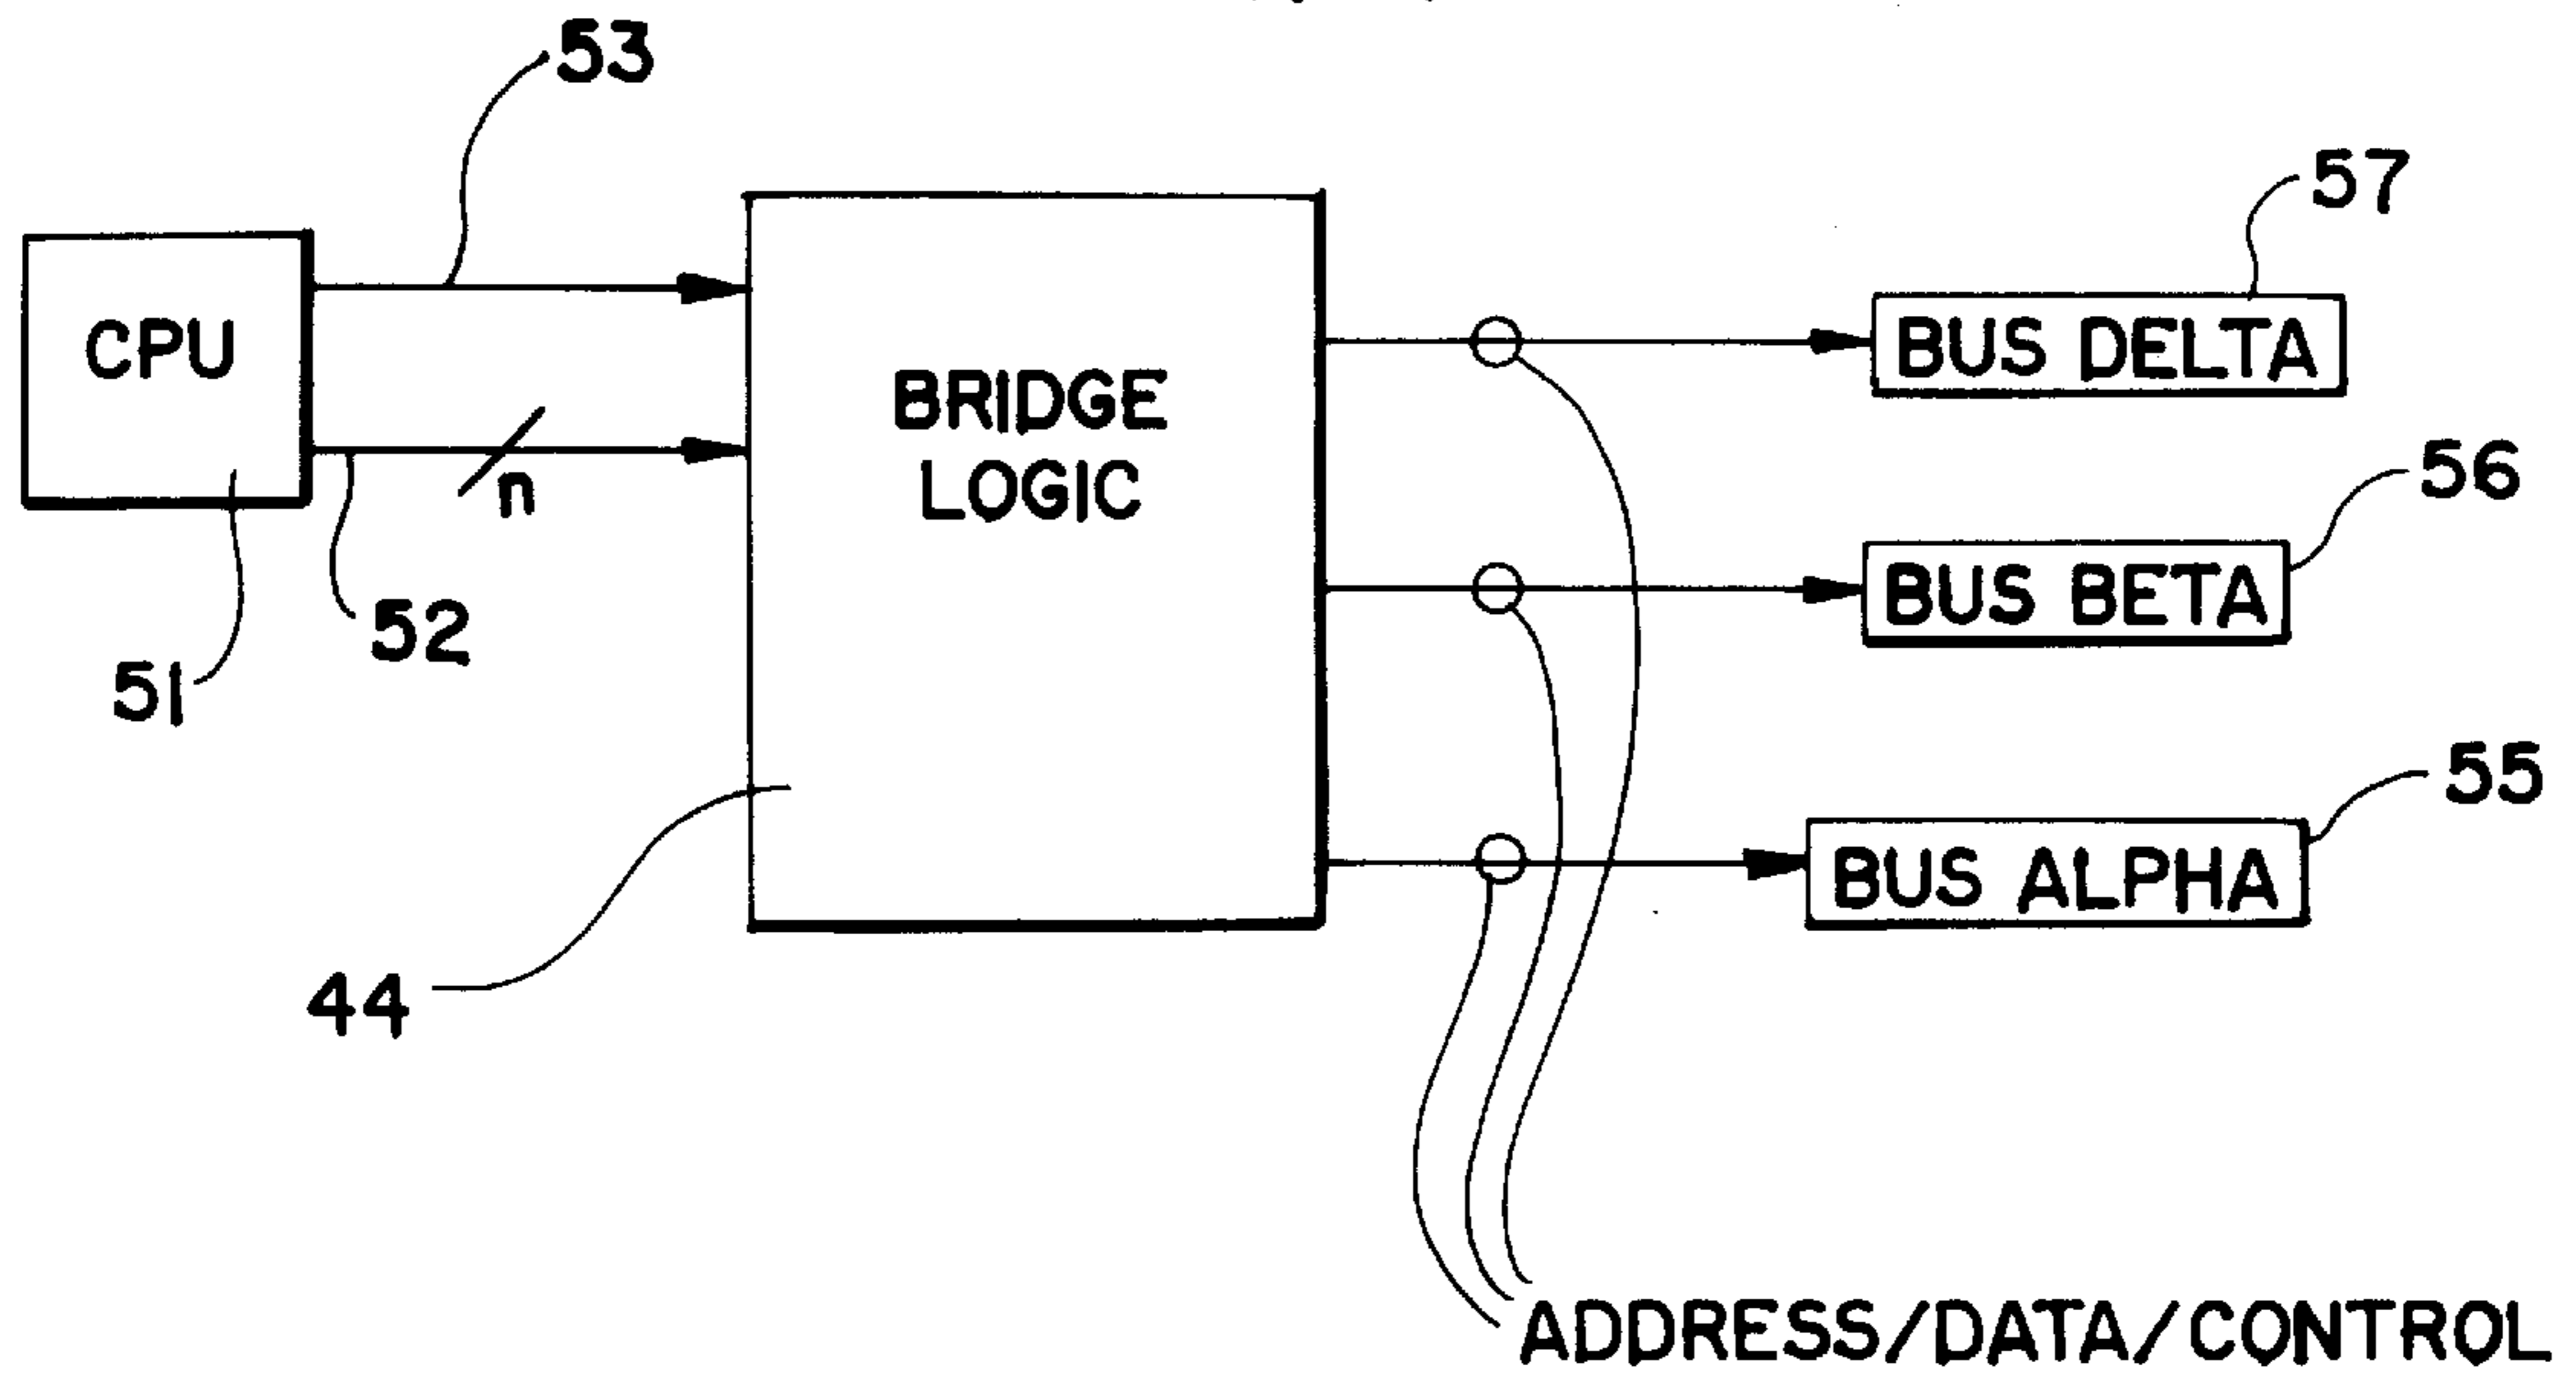 53
57
CPU
BRIDGE
LOGIC
BUS DELTA
n
56
52
BUS BETA
51
55
BUS ALPHA
44
ADDRESS/DATA/CONTROL